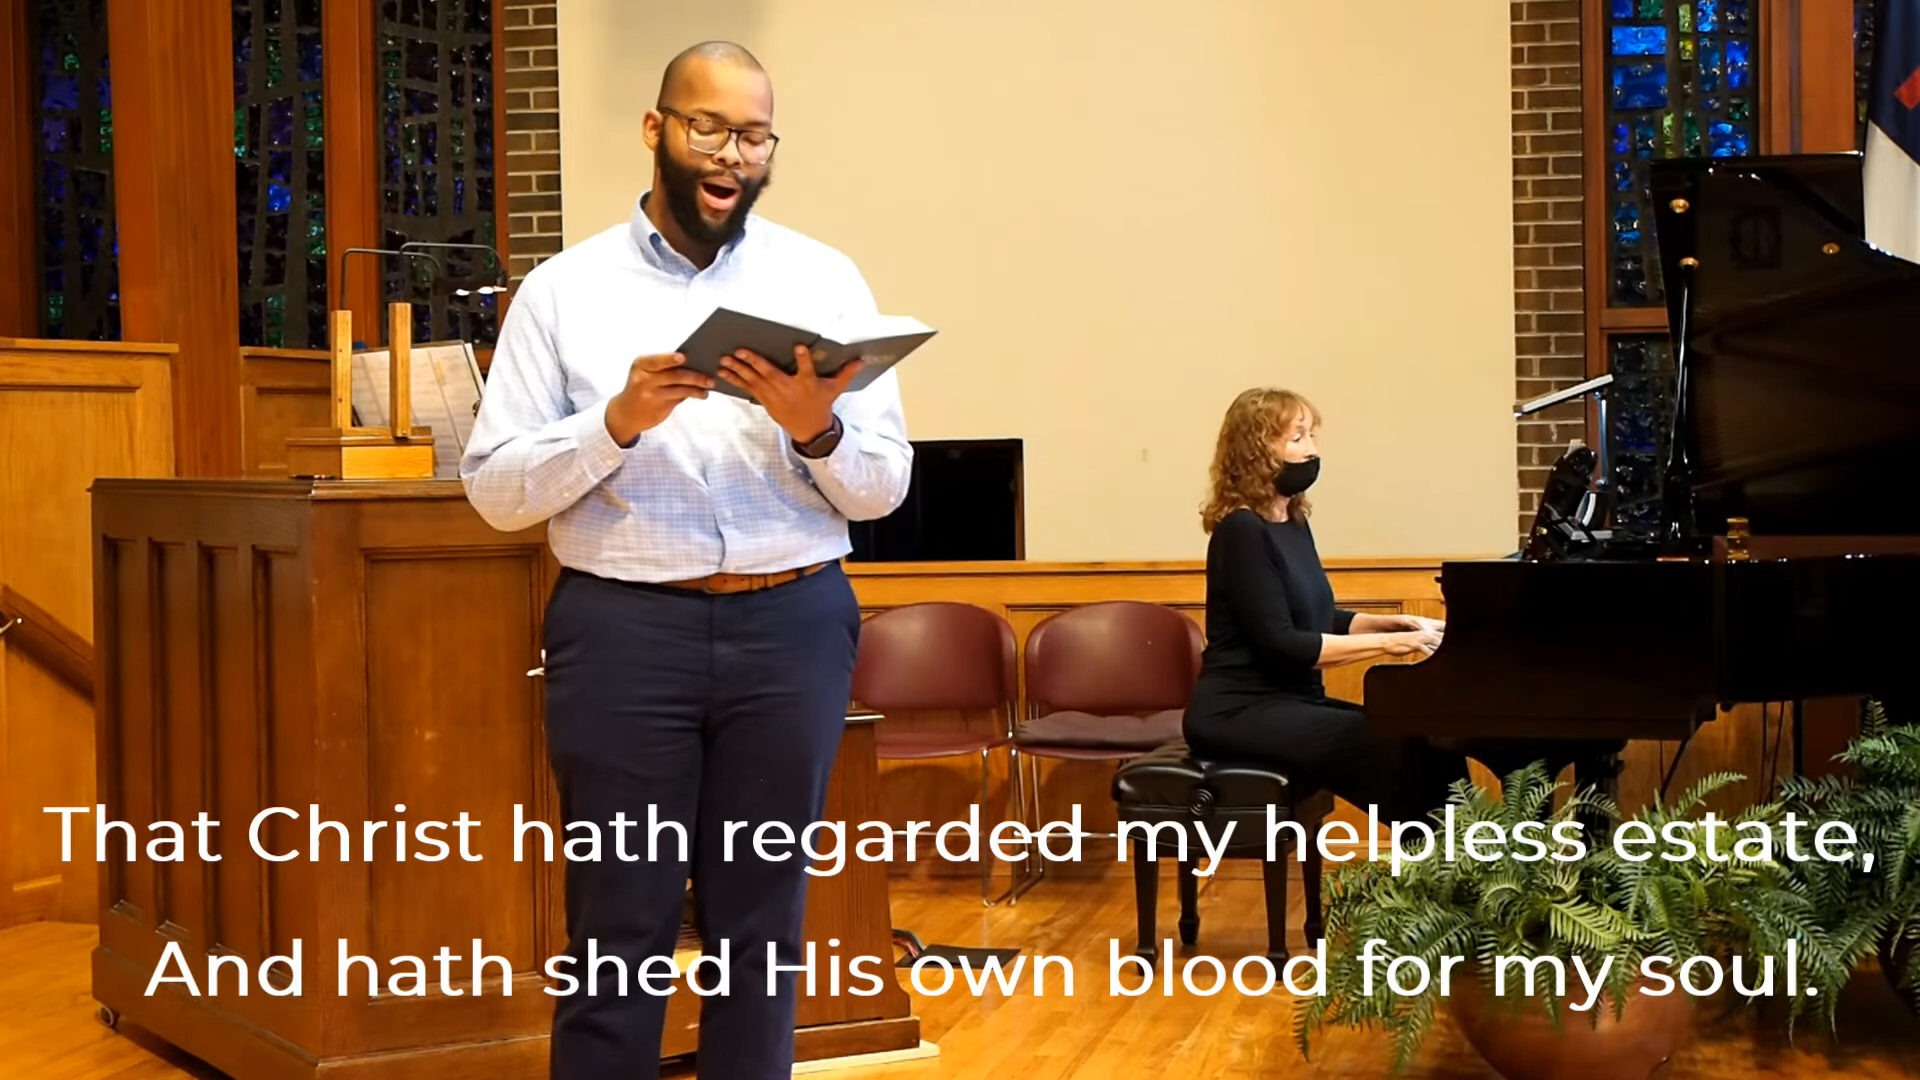 That Christ hath regarded my helpless estate,
And hath shed His own blood for my soul.